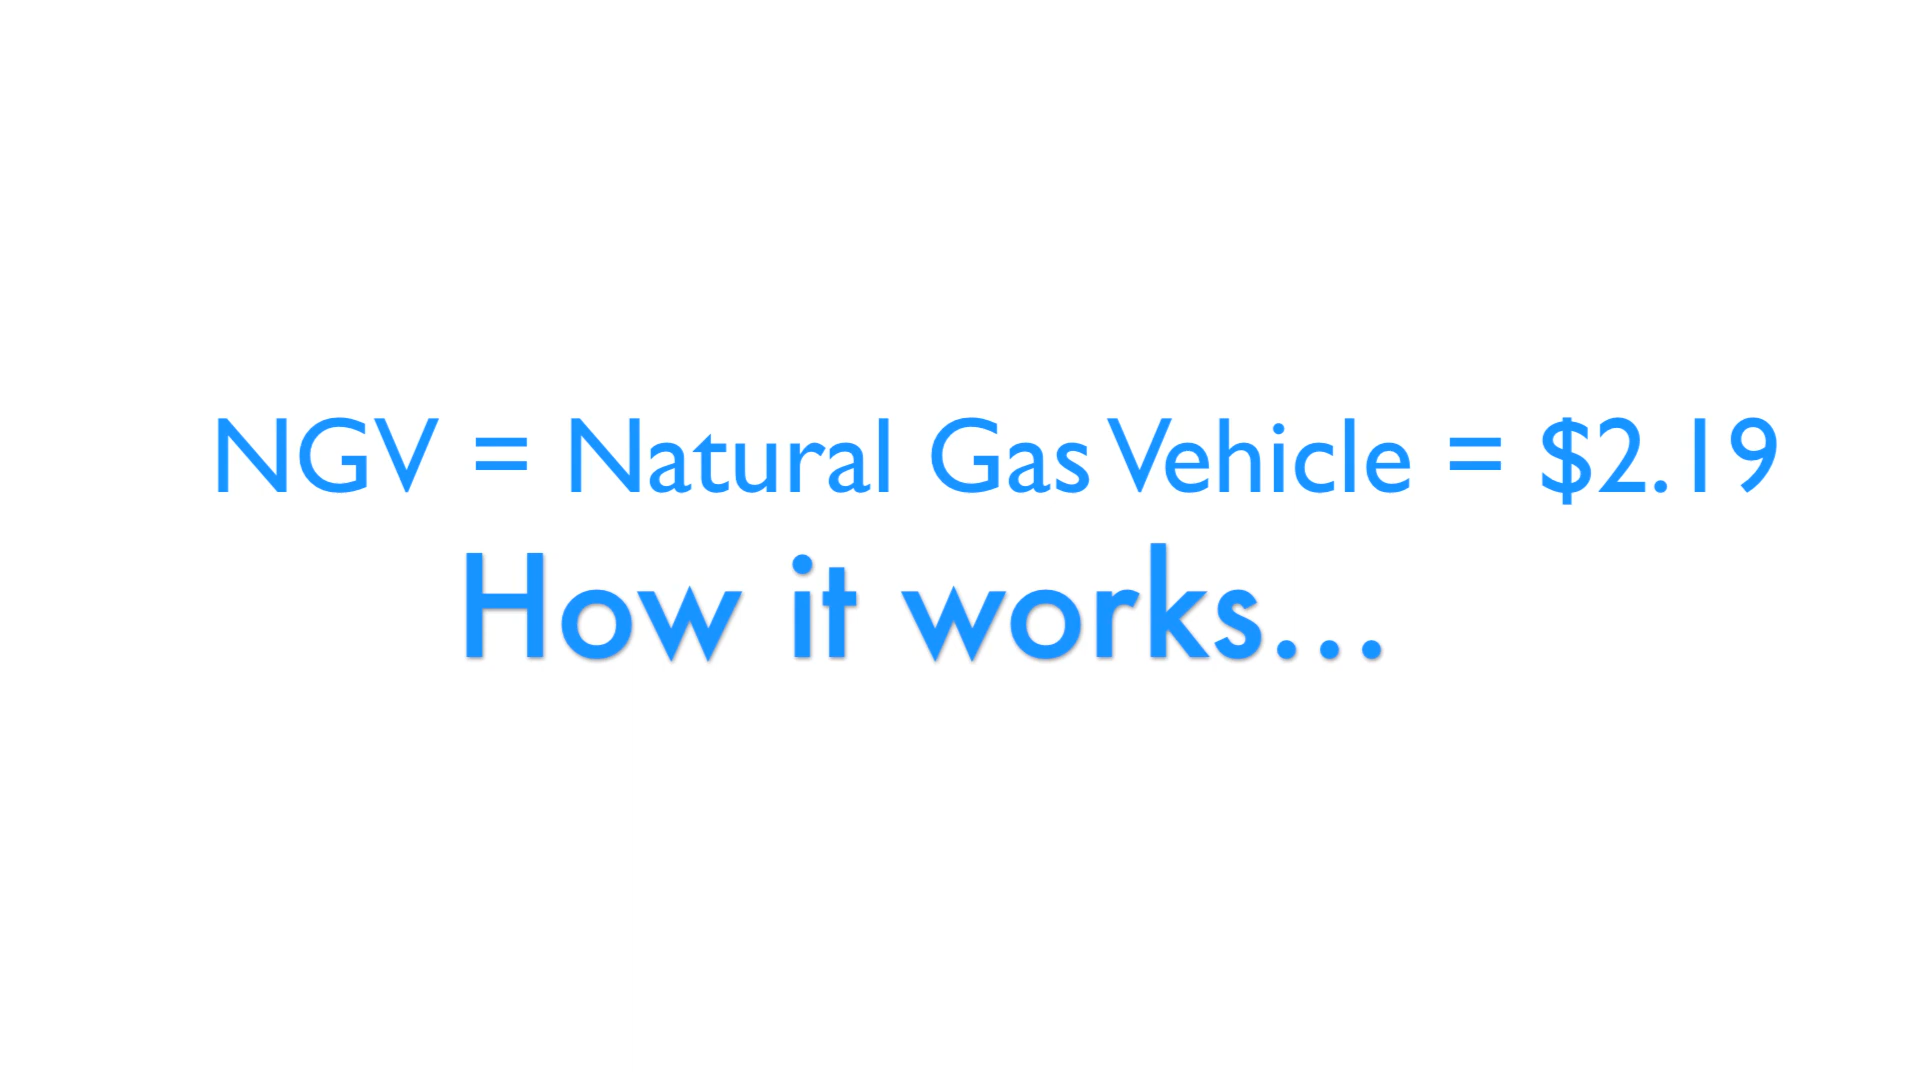 NGV = Natural Gas Vehicle = $2.19
How it works...